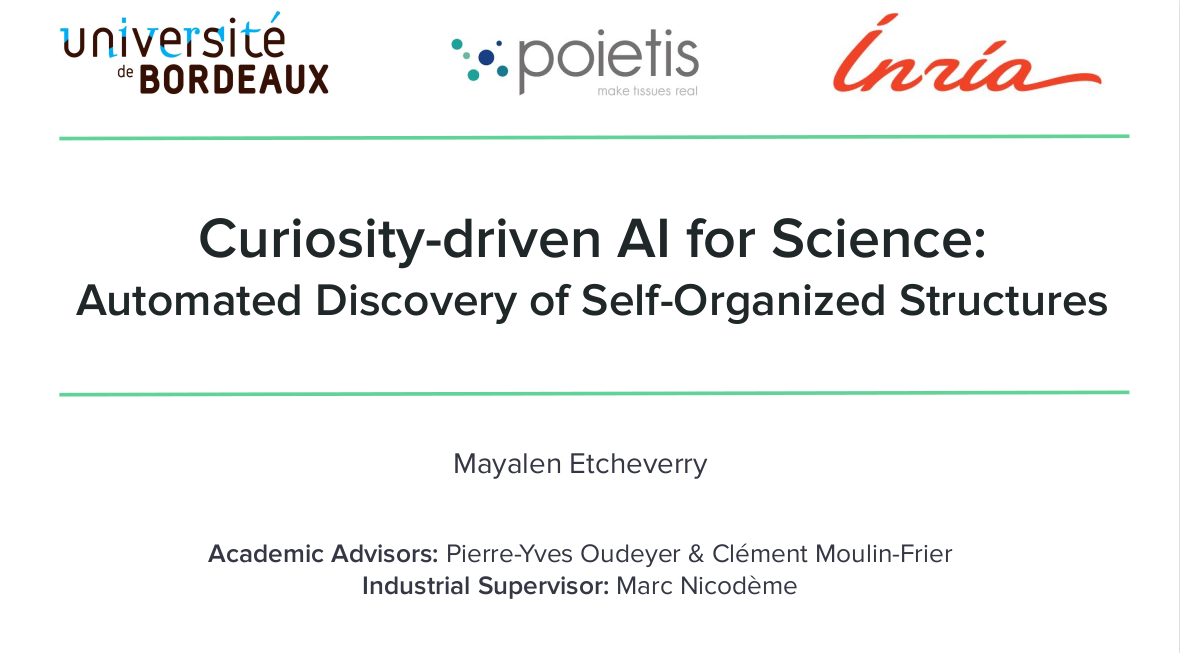 université
de BORDEAUX
poietis
make tissues real
Inria
Curiosity-driven AI for Science:
Automated Discovery of Self-Organized Structures
Mayalen Etcheverry
Academic Advisors: Pierre-Yves Oudeyer & Clément Moulin-Frier
Industrial Supervisor: Marc Nicodème